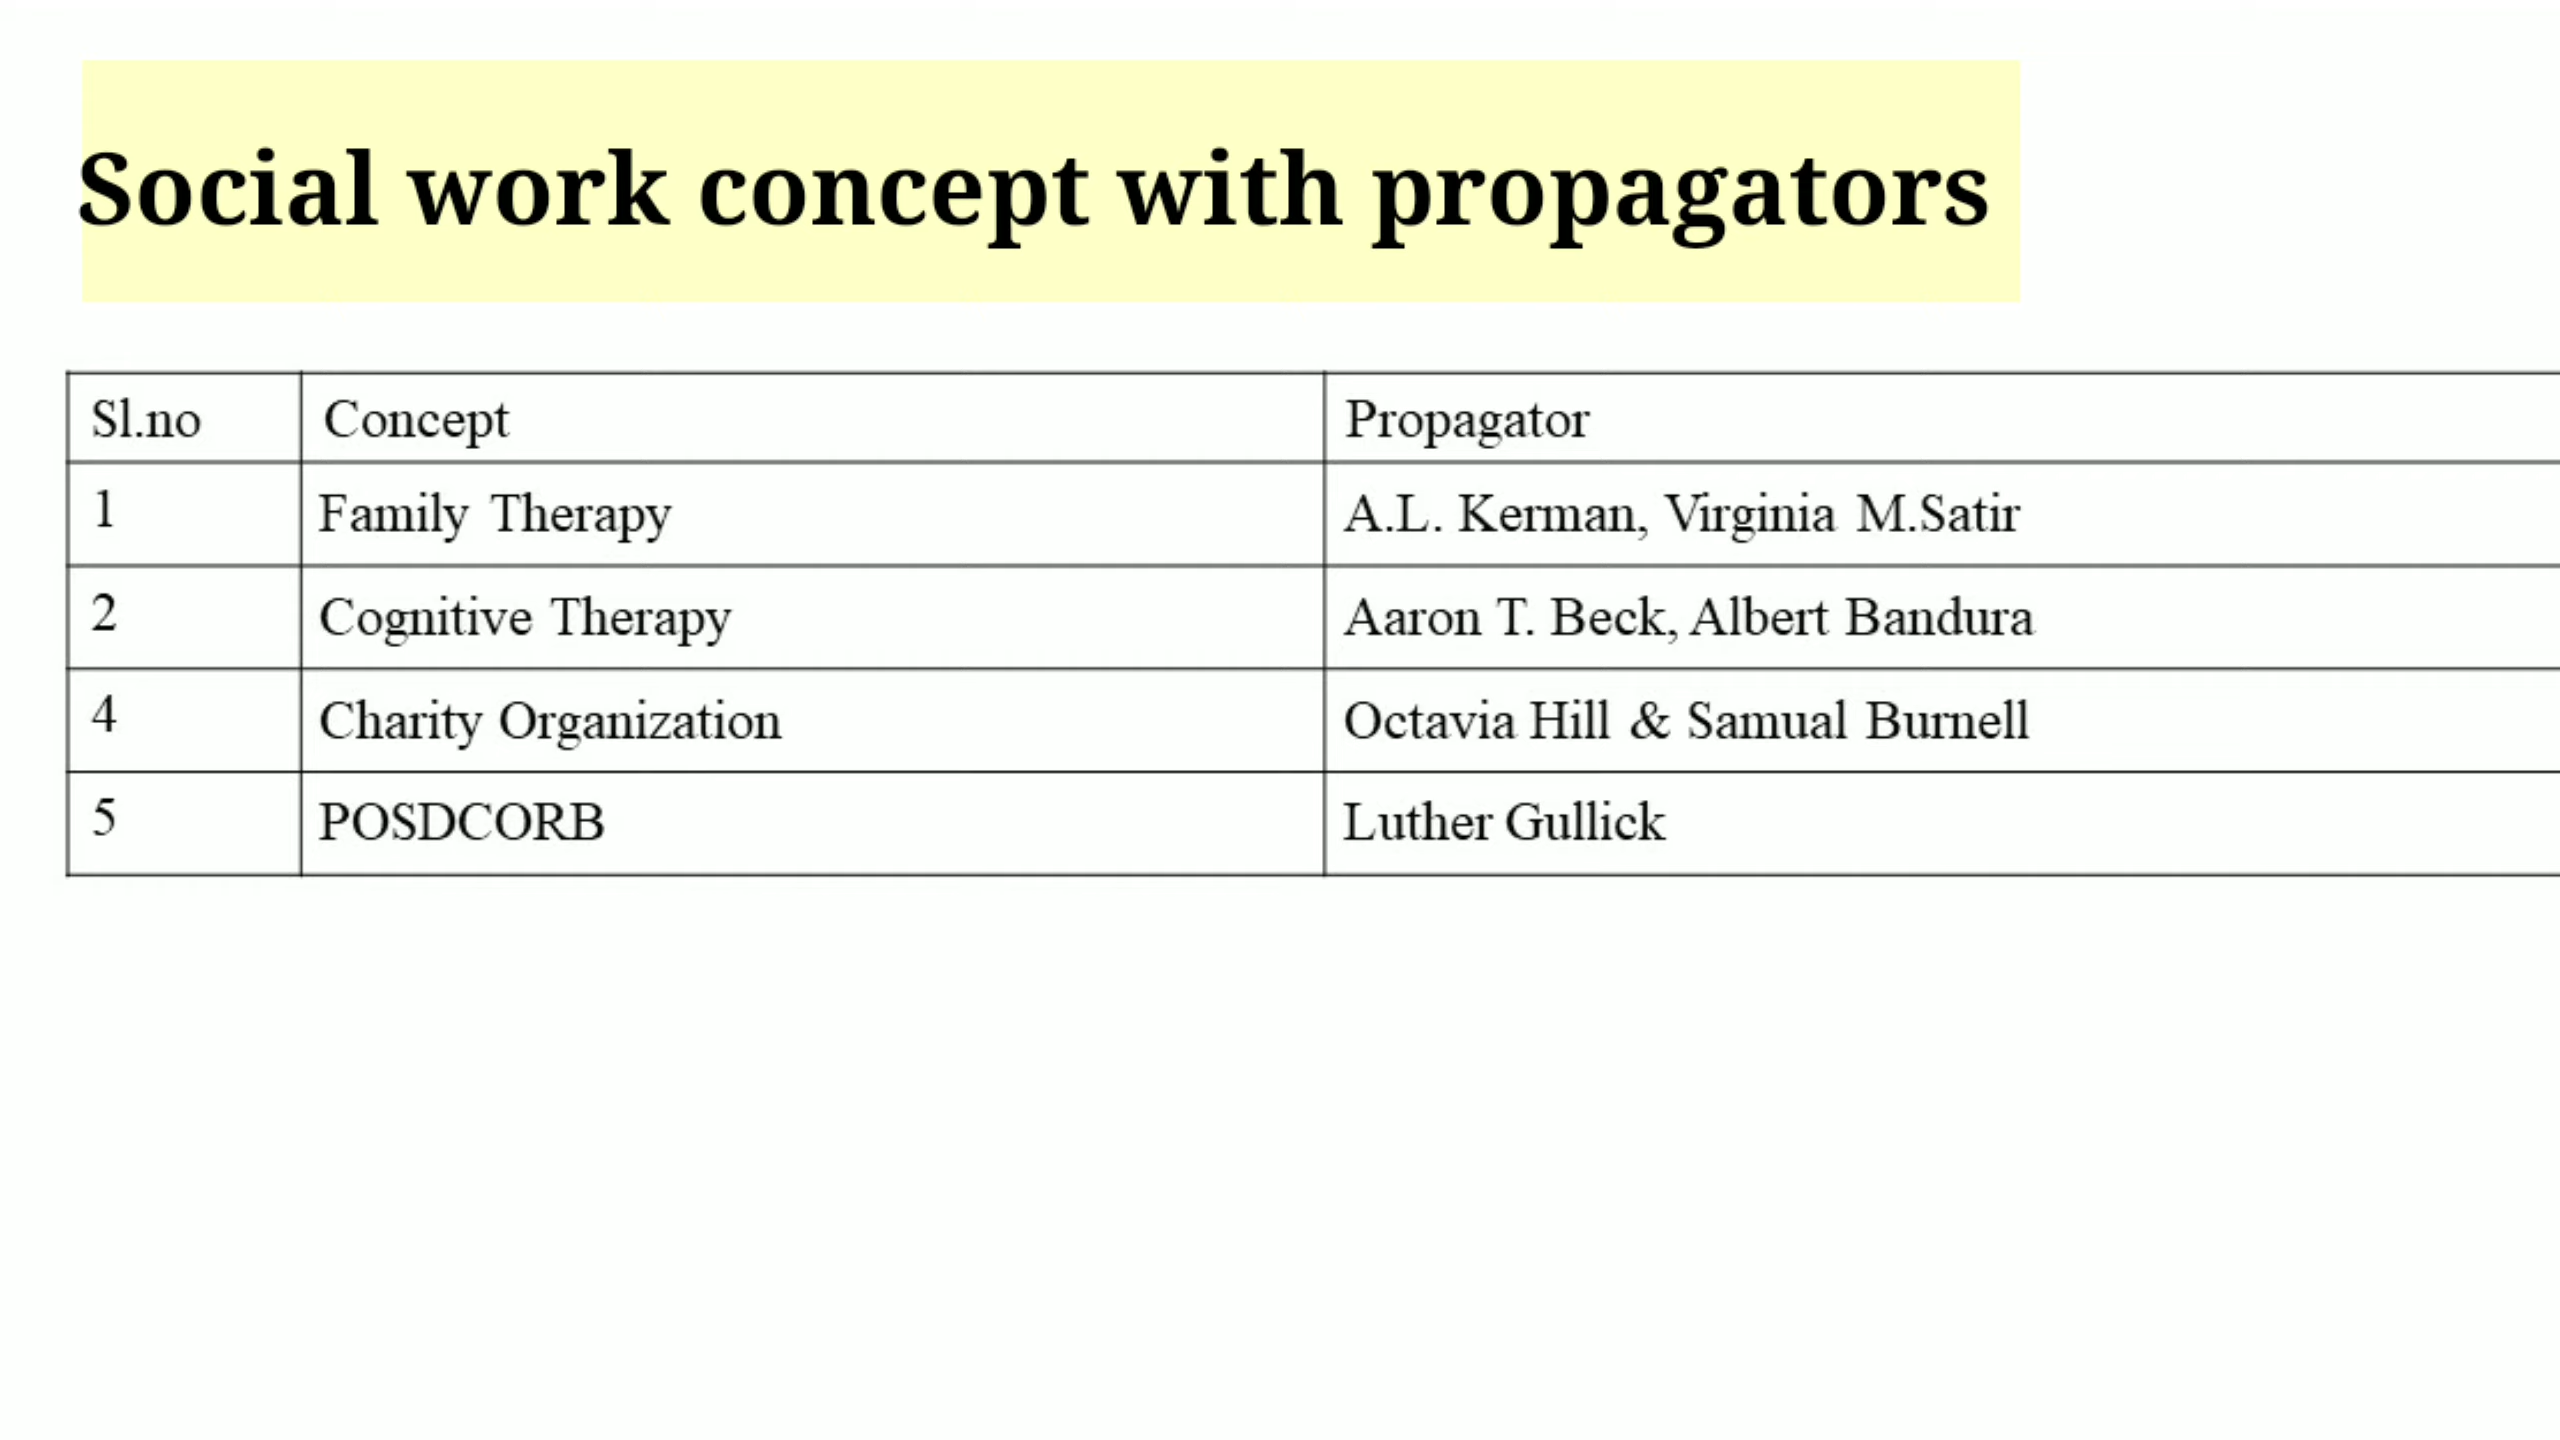 Social work concept with propagators
Sl.no Concept Propagator
1 Family Therapy A.L. Kerman, Virginia M.Satir
2 Cognitive Therapy Aaron T. Beck, Albert Bandura
4 Charity Organization Octavia Hill & Samual Burnell
5 POSDCORB Luther Gullick